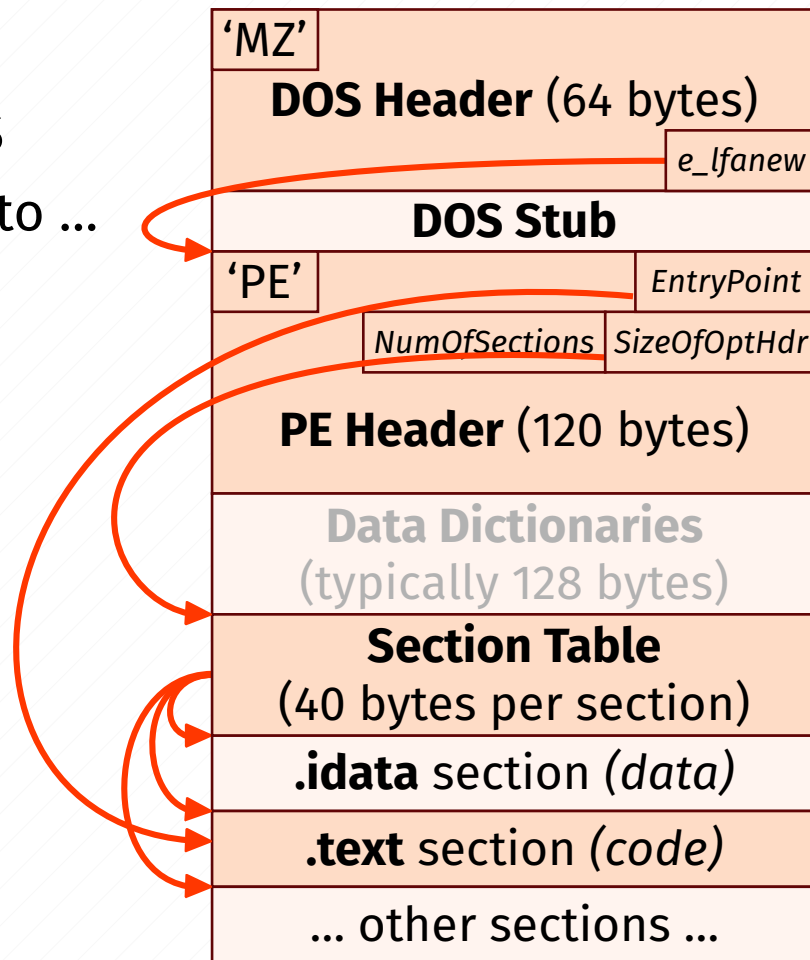 s
to ...
‘MZ’
DOS Header (64 bytes)
e_lfanew
DOS Stub
‘PE’
EntryPoint
NumOfSections
SizeOfOptHdr
PE Header (120 bytes)
Data Dictionaries
(typically 128 bytes)
Section Table
(40 bytes per section)
.idata section (data)
.text section (code)
... other sections ...